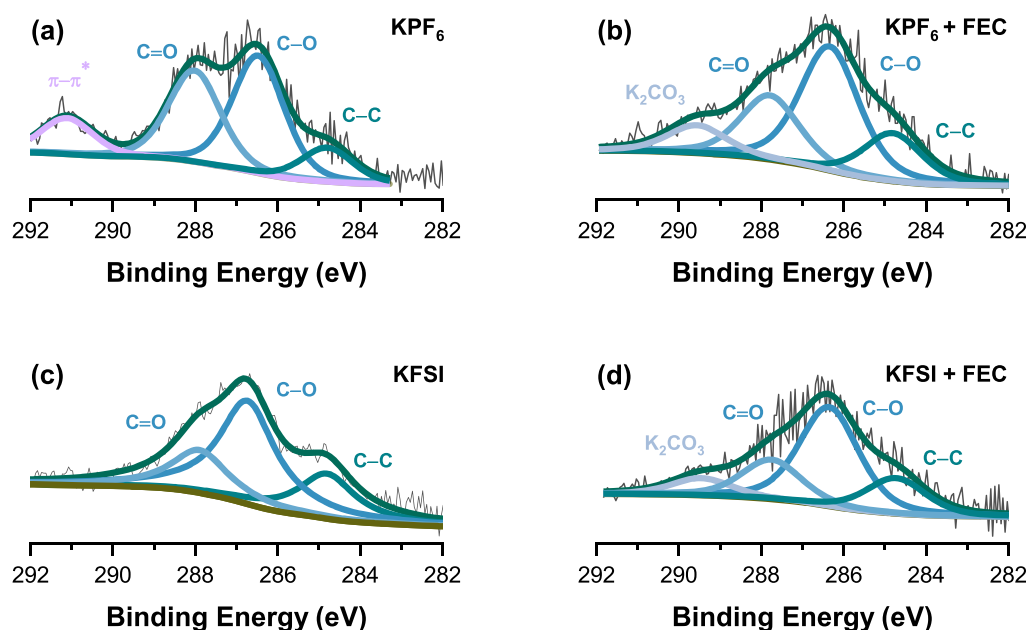 (a)
KPF₆
C=O
C–O
π–π*
C–C
292 290 288 286 284 282
Binding Energy (eV)
(b)
KPF₆ + FEC
C=O
C–O
K₂CO₃
C–C
292 290 288 286 284 282
Binding Energy (eV)
(c)
KFSI
C–O
C=O
C–C
292 290 288 286 284 282
Binding Energy (eV)
(d)
KFSI + FEC
C=O
C–O
K₂CO₃
C–C
292 290 288 286 284 282
Binding Energy (eV)